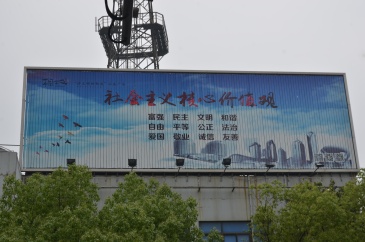 社会主义核心价值观
富强 民主 文明 和谐
自由 平等 公正 法治
爱国 敬业 诚信 友善